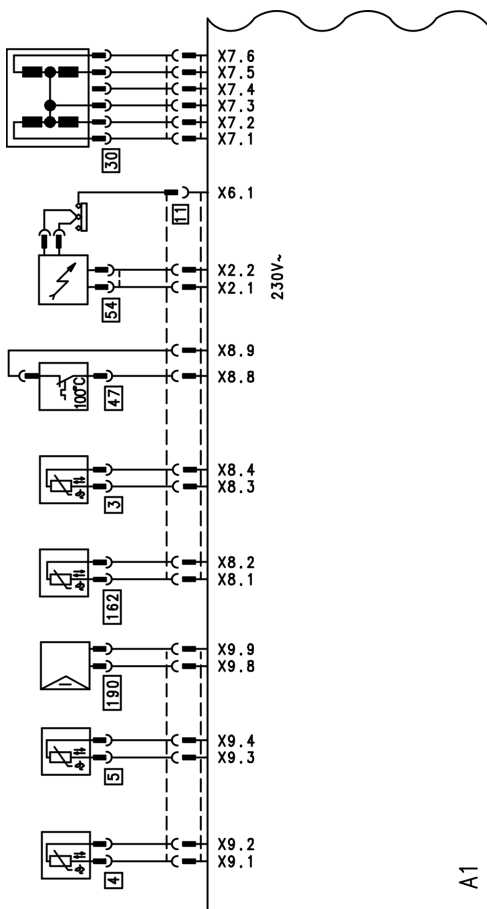 X7.6
X7.5
X7.4
X7.3
X7.2
X7.1
30
X6.1
11
X2.2
X2.1
230V~
54
X8.9
X8.8
100°C
47
X8.4
X8.3
3
X8.2
X8.1
162
X9.9
X9.8
190
X9.4
X9.3
5
X9.2
X9.1
4
A1